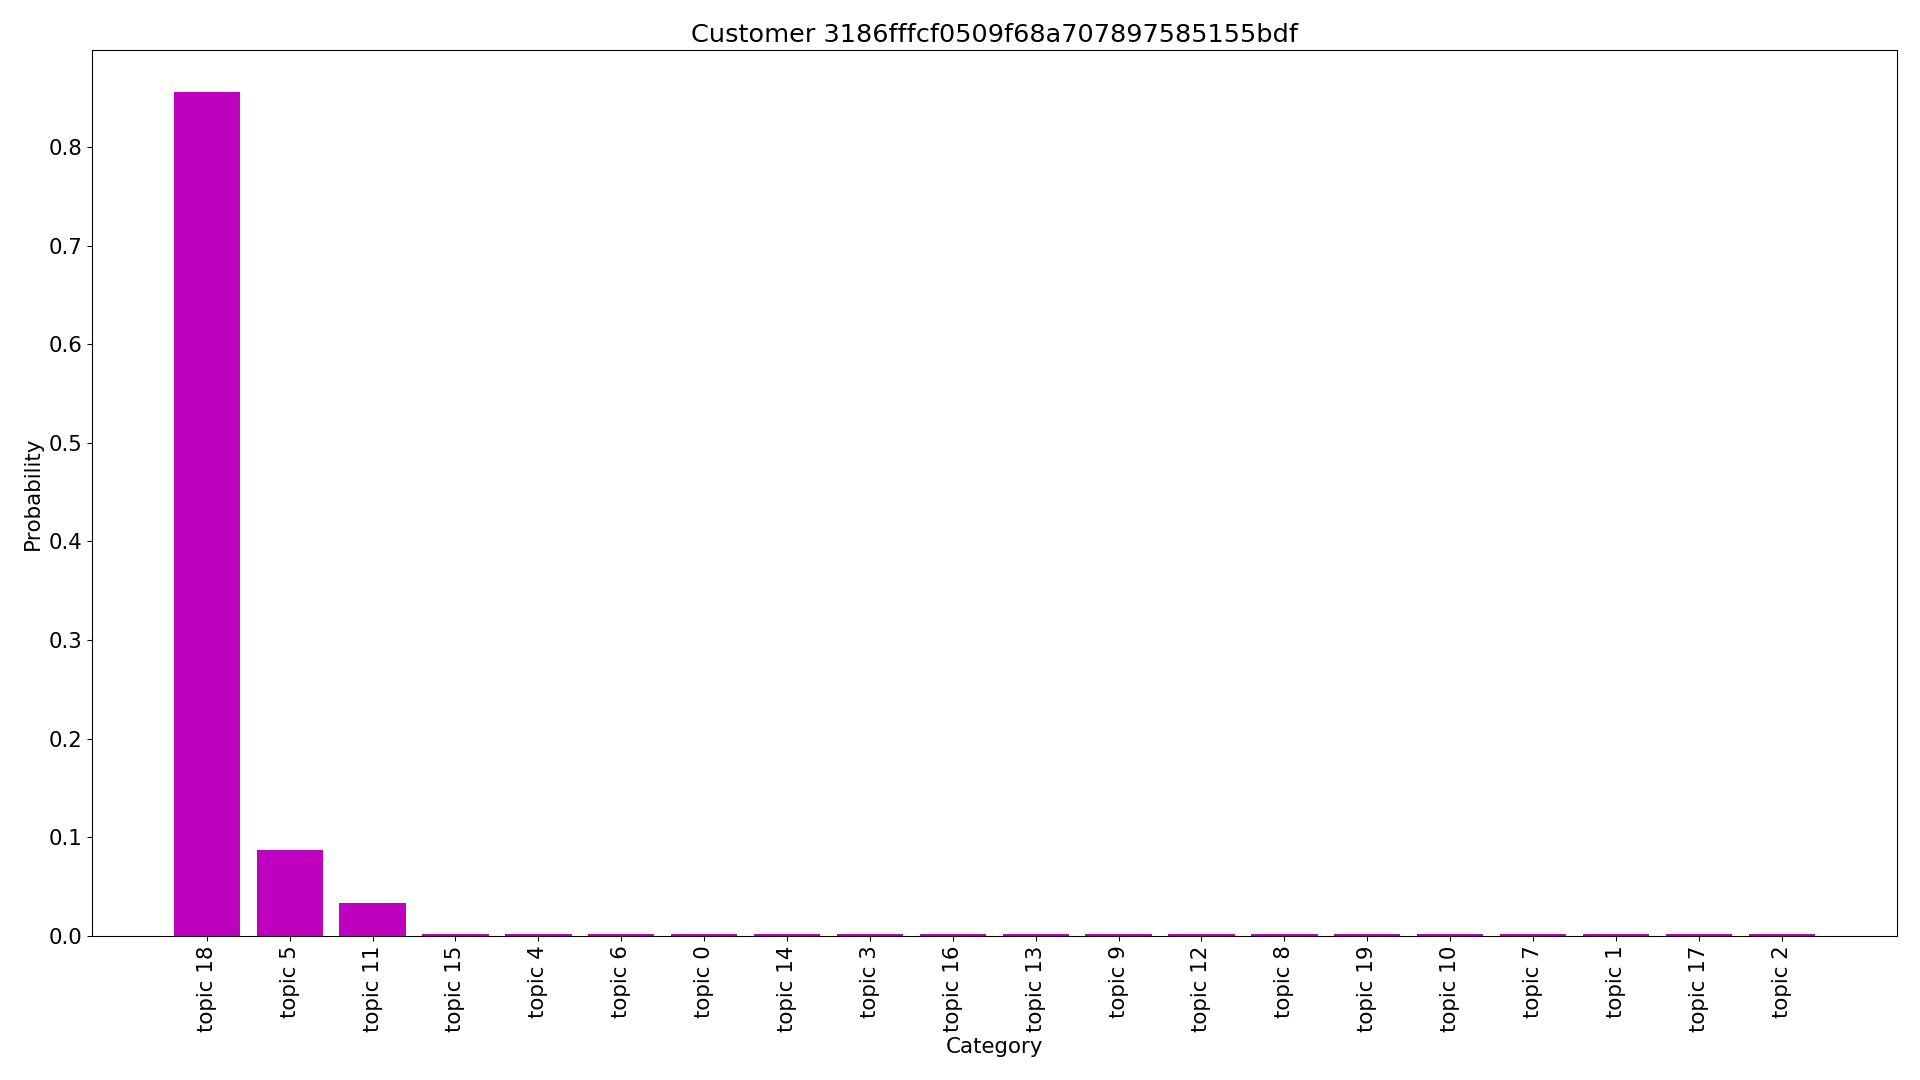 Customer 3186fffcf0509f68a707897585155bdf
Probability
0.8
0.7
0.6
0.5
0.4
0.3
0.2
0.1
0.0
topic 18
topic 5
topic 11
topic 15
topic 4
topic 6
topic 0
topic 14
topic 3
topic 16
topic 13
topic 9
topic 12
topic 8
topic 19
topic 10
topic 7
topic 1
topic 17
topic 2
Category